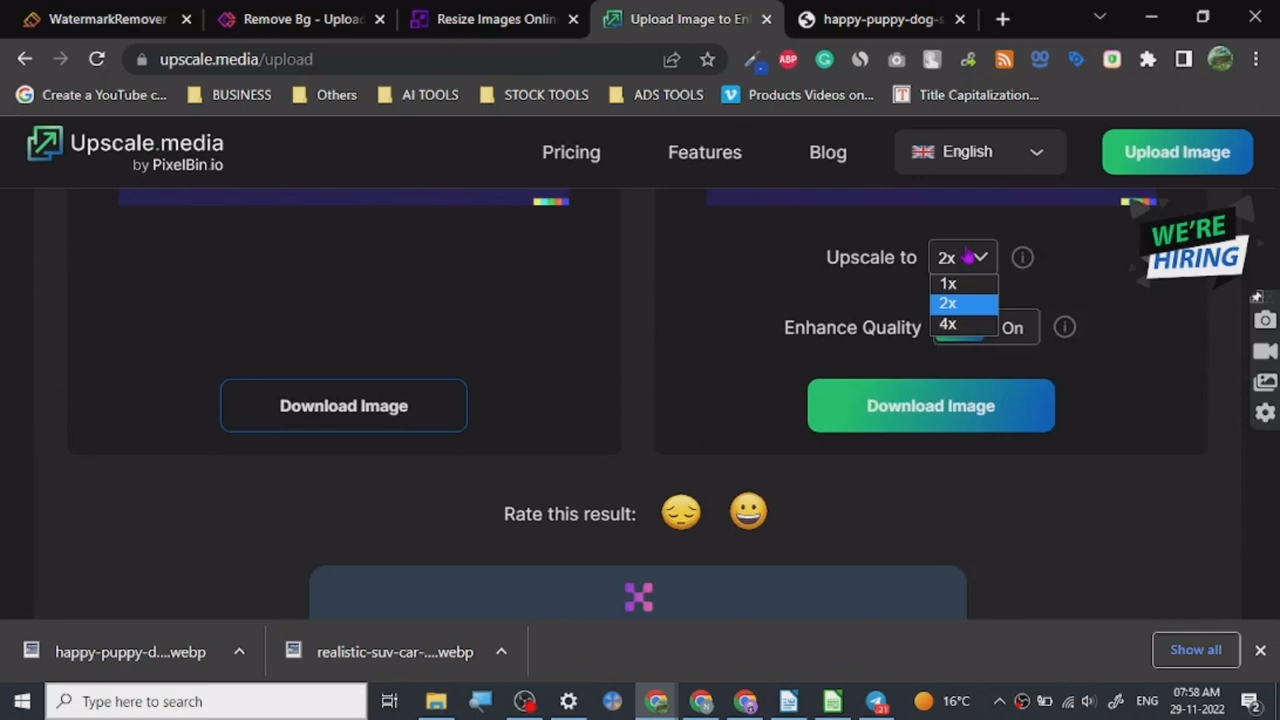 WatermarkRemover
Remove Bg - Upload
Resize Images Onlin
Upload Image to En
happy-puppy-dog-s
upscale.media/upload
ABP
Create a YouTube c...
BUSINESS
Others
AI TOOLS
STOCK TOOLS
ADS TOOLS
Products Videos on...
Title Capitalization...
Upscale.media
by PixelBin.io
Pricing
Features
Blog
English
Upload Image
WE'RE
HIRING
Upscale to
2x
1x
2x
4x
Enhance Quality
On
Download Image
Download Image
Rate this result:
happy-puppy-d....webp
realistic-suv-car-....webp
Show all
Type here to search
21
16°C
ENG
07:58 AM
29-11-2022
2